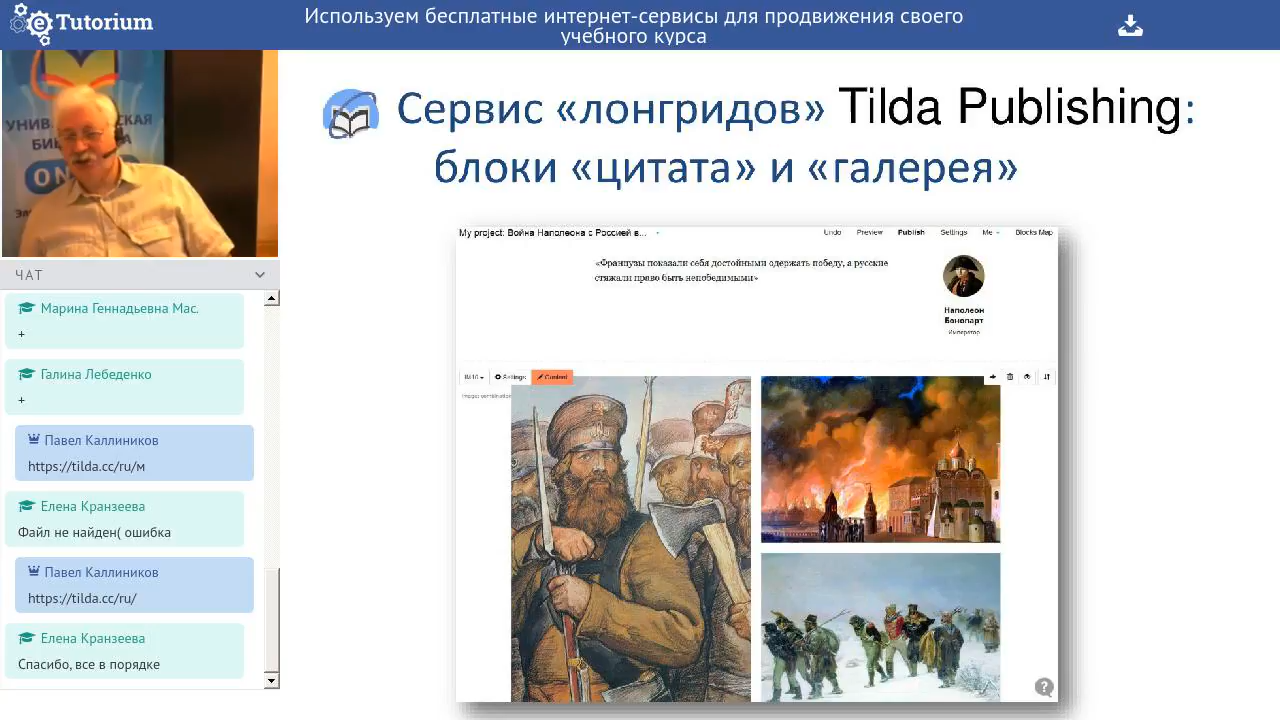 eTutorium
Используем бесплатные интернет-сервисы для продвижения своего
учебного курса
ЧАТ
Марина Геннадьевна Мас.
+
Галина Лебеденко
+
Павел Каллиников
https://tilda.cc/ru/м
Елена Кранзеева
Файл не найден( ошибка
Павел Каллиников
https://tilda.cc/ru/
Елена Кранзеева
Спасибо, все в порядке
Сервис «лонгридов» Tilda Publishing:
блоки «цитата» и «галерея»
My project: Война Наполеона с Россией в...
Undo Preview Publish Settings Me Blocks Map
«Французы показали себя достойными одержать победу, а русские
стяжали право быть непобедимыми»
Наполеон
Бонопарт
Император
Settings Content
?